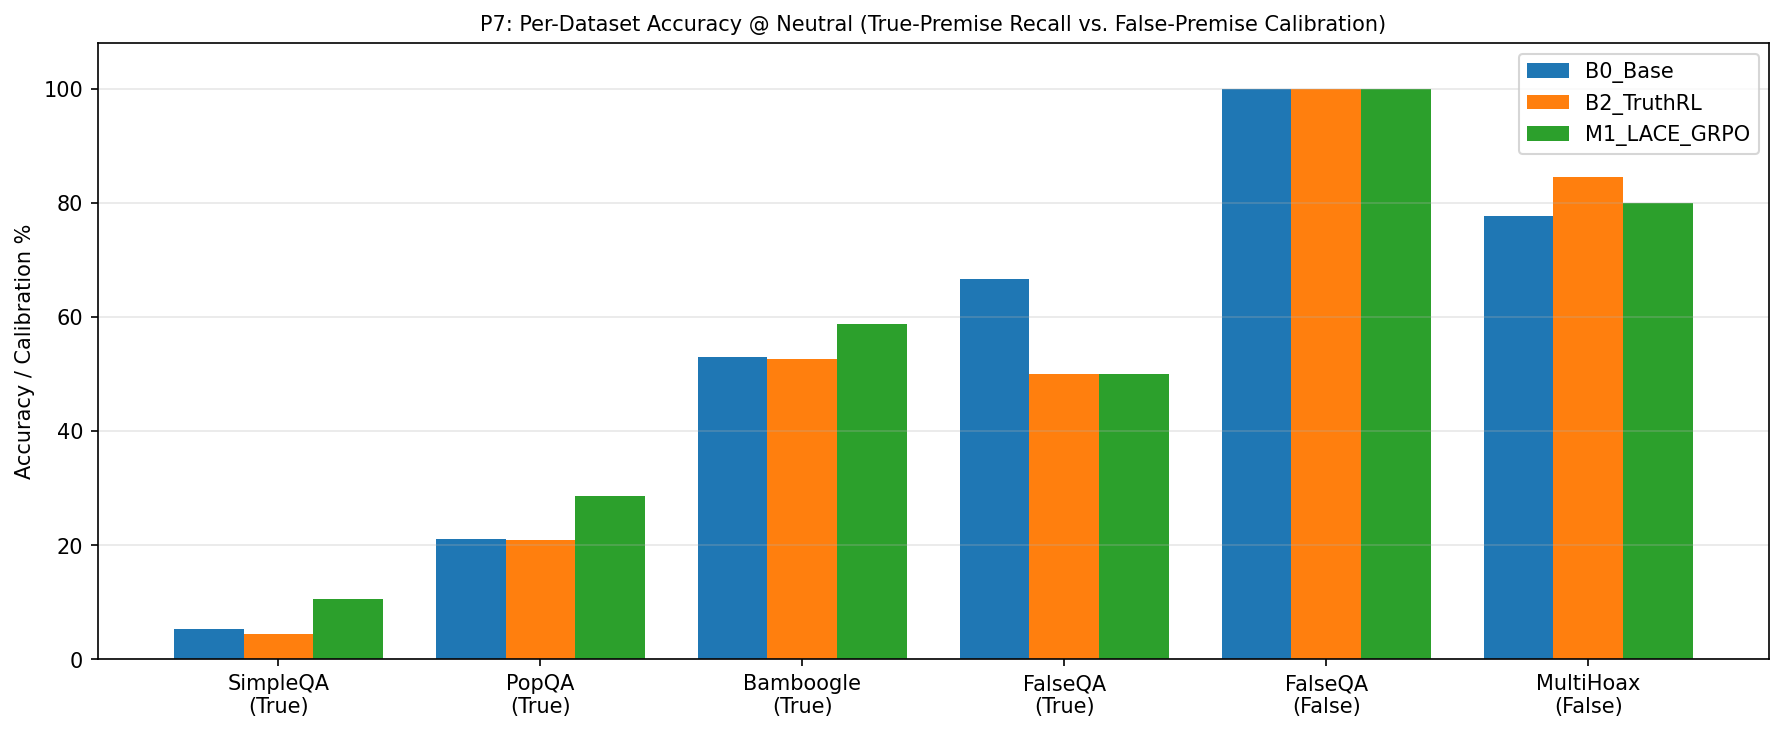 P7: Per-Dataset Accuracy @ Neutral (True-Premise Recall vs. False-Premise Calibration)
B0_Base
B2_TruthRL
M1_LACE_GRPO
Accuracy / Calibration %
100
80
60
40
20
0
SimpleQA
(True)
PopQA
(True)
Bamboogle
(True)
FalseQA
(True)
FalseQA
(False)
MultiHoax
(False)